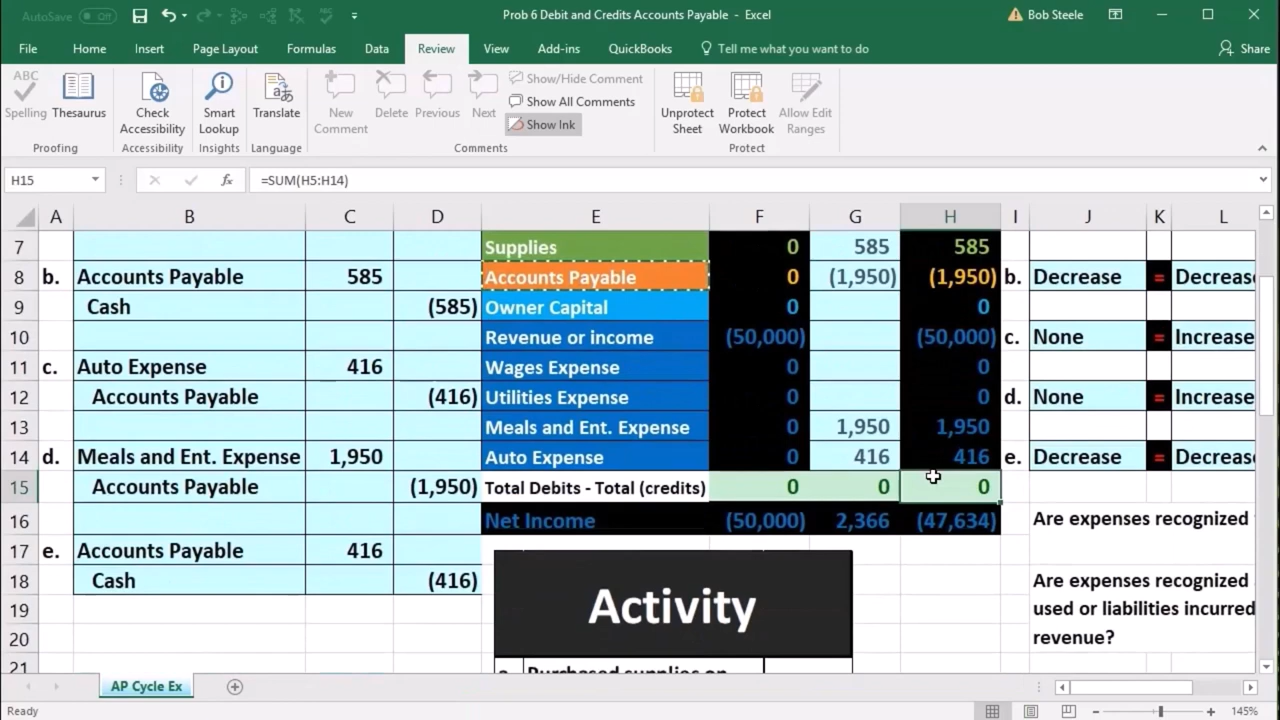 AutoSave Off
Prob 6 Debit and Credits Accounts Payable - Excel
Bob Steele
File Home Insert Page Layout Formulas Data Review View Add-ins QuickBooks Tell me what you want to do Share
ABC
Spelling Thesaurus Check Accessibility Smart Lookup Translate New Comment Delete Previous Next Show/Hide Comment Show All Comments Show Ink Unprotect Sheet Protect Workbook Allow Edit Ranges
Proofing Accessibility Insights Language Comments Protect
H15 fx =SUM(H5:H14)
A B C D E F G H I J K L
7 Supplies 0 585 585
8 b. Accounts Payable 585 Accounts Payable 0 (1,950) (1,950) b. Decrease = Decrease
9 Cash (585) Owner Capital 0 0
10 Revenue or income (50,000) (50,000) c. None = Increase
11 c. Auto Expense 416 Wages Expense 0 0
12 Accounts Payable (416) Utilities Expense 0 0 d. None = Increase
13 Meals and Ent. Expense 0 1,950 1,950
14 d. Meals and Ent. Expense 1,950 Auto Expense 0 416 416 e. Decrease = Decrease
15 Accounts Payable (1,950) Total Debits - Total (credits) 0 0 0
16 Net Income (50,000) 2,366 (47,634) Are expenses recognized
17 e. Accounts Payable 416
18 Cash (416) Are expenses recognized
19 used or liabilities incurred
20 revenue?
Activity
21 a. Purchased supplies on
AP Cycle Ex
Ready 145%